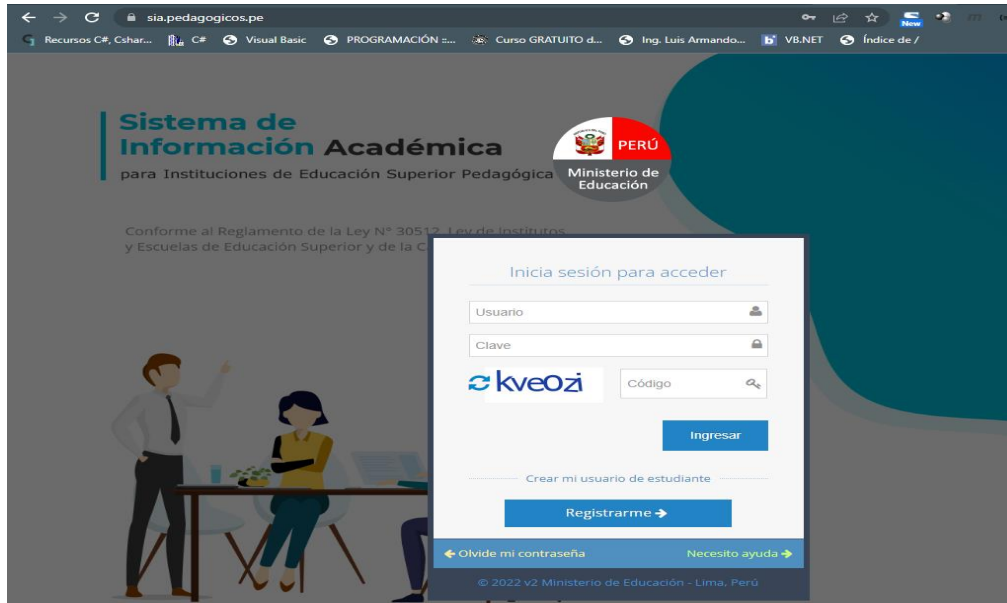 sia.pedagogicos.pe
New
Recursos C#, Cshar... C# Visual Basic PROGRAMACIÓN ::... Curso GRATUITO d... Ing. Luis Armando... VB.NET Índice de /
Sistema de
Información Académica
para Instituciones de Educación Superior Pedagógica
PERÚ
Ministerio de
Educación
Conforme al Reglamento de la Ley N° 30512, Ley de Institutos
y Escuelas de Educación Superior y de la C
Inicia sesión para acceder
Usuario
Clave
kveOzi Código
Ingresar
Crear mi usuario de estudiante
Registrarme
Olvide mi contraseña Necesito ayuda
© 2022 v2 Ministerio de Educación - Lima, Perú